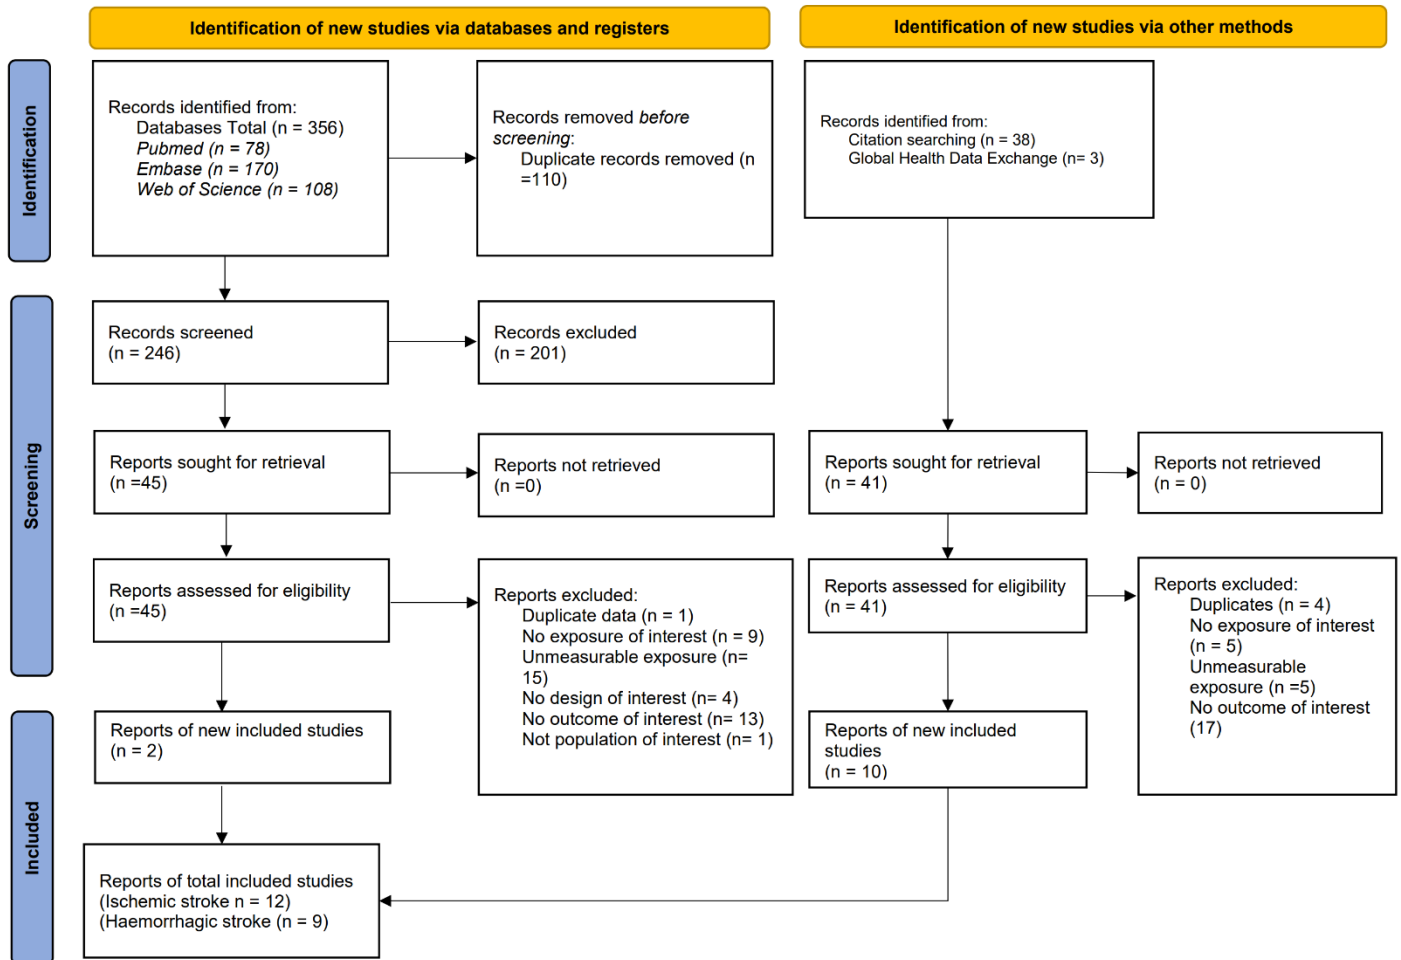 Identification of new studies via databases and registers
Identification of new studies via other methods
Identification
Records identified from:
Databases Total (n = 356)
Pubmed (n = 78)
Embase (n = 170)
Web of Science (n = 108)
Records removed before
screening:
Duplicate records removed (n
=110)
Records identified from:
Citation searching (n = 38)
Global Health Data Exchange (n= 3)
Screening
Records screened
(n = 246)
Records excluded
(n = 201)
Reports sought for retrieval
(n =45)
Reports not retrieved
(n =0)
Reports sought for retrieval
(n = 41)
Reports not retrieved
(n = 0)
Reports assessed for eligibility
(n =45)
Reports excluded:
Duplicate data (n = 1)
No exposure of interest (n = 9)
Unmeasurable exposure (n=
15)
No design of interest (n= 4)
No outcome of interest (n= 13)
Not population of interest (n= 1)
Reports assessed for eligibility
(n = 41)
Reports excluded:
Duplicates (n = 4)
No exposure of interest
(n = 5)
Unmeasurable
exposure (n =5)
No outcome of interest
(17)
Included
Reports of new included studies
(n = 2)
Reports of new included
studies
(n = 10)
Reports of total included studies
(Ischemic stroke n = 12)
(Haemorrhagic stroke (n = 9)